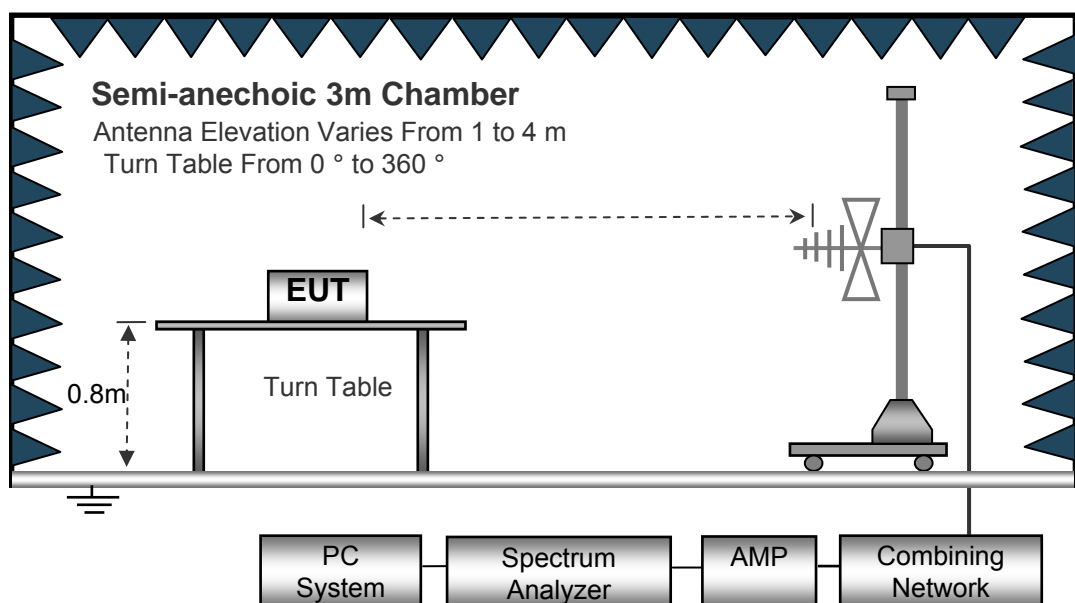 Semi-anechoic 3m Chamber
Antenna Elevation Varies From 1 to 4 m
Turn Table From 0 ° to 360 °
EUT
0.8m
Turn Table
PC
System
Spectrum
Analyzer
AMP
Combining
Network